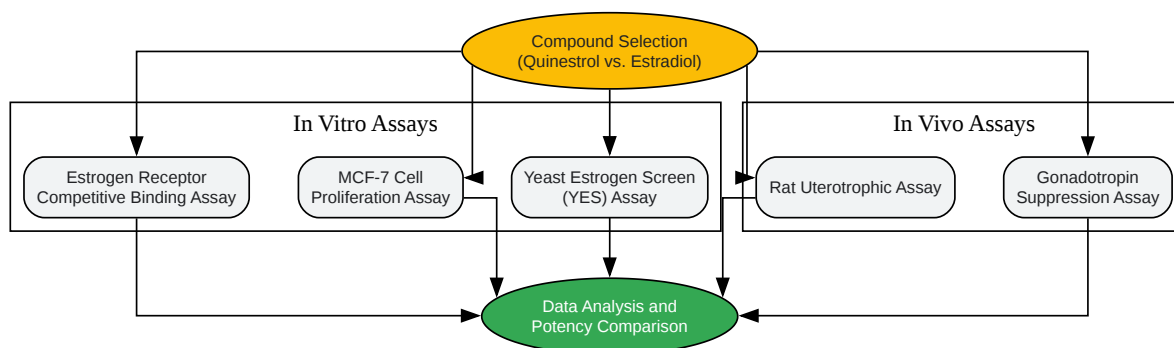 Compound Selection
(Quinestrol vs. Estradiol)
In Vitro Assays
In Vivo Assays
Estrogen Receptor
Competitive Binding Assay
MCF-7 Cell
Proliferation Assay
Yeast Estrogen Screen
(YES) Assay
Rat Uterotrophic Assay
Gonadotropin
Suppression Assay
Data Analysis and
Potency Comparison